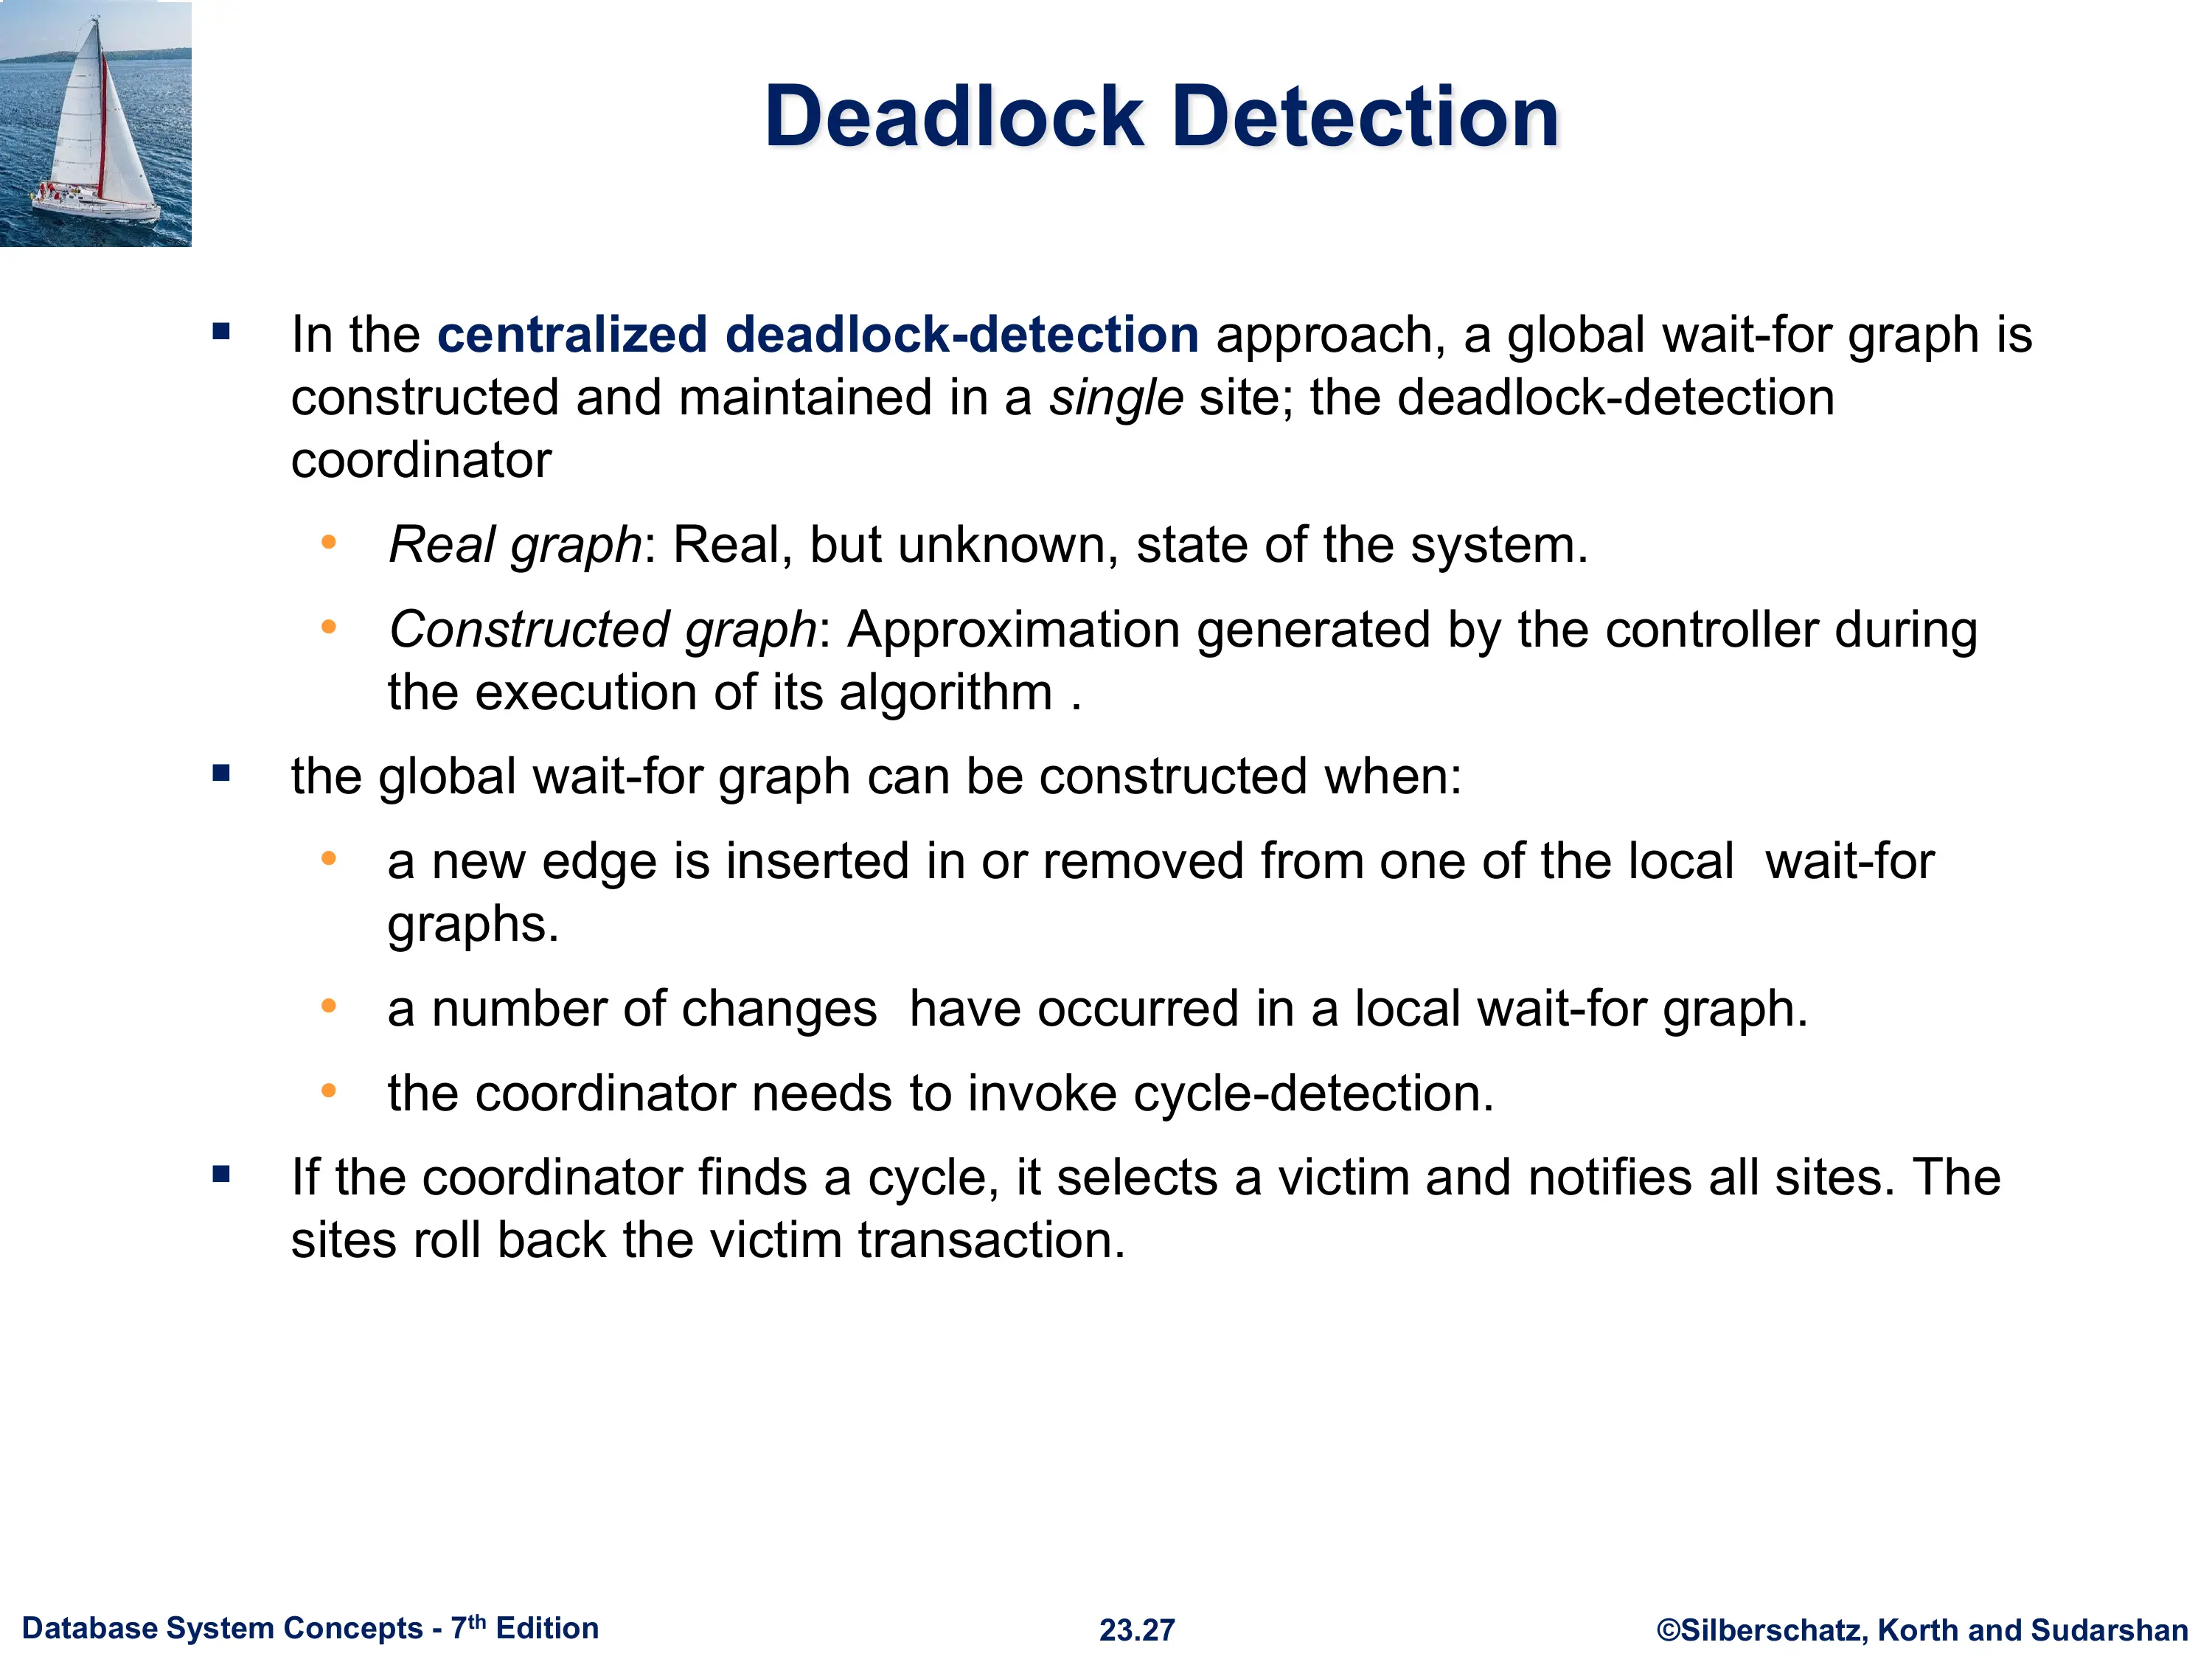 Deadlock Detection
▪ In the centralized deadlock-detection approach, a global wait-for graph is
constructed and maintained in a single site; the deadlock-detection
coordinator
• Real graph: Real, but unknown, state of the system.
• Constructed graph: Approximation generated by the controller during
the execution of its algorithm .
▪ the global wait-for graph can be constructed when:
• a new edge is inserted in or removed from one of the local  wait-for
graphs.
• a number of changes  have occurred in a local wait-for graph.
• the coordinator needs to invoke cycle-detection.
▪ If the coordinator finds a cycle, it selects a victim and notifies all sites. The
sites roll back the victim transaction.
Database System Concepts - 7th Edition
23.27
©Silberschatz, Korth and Sudarshan